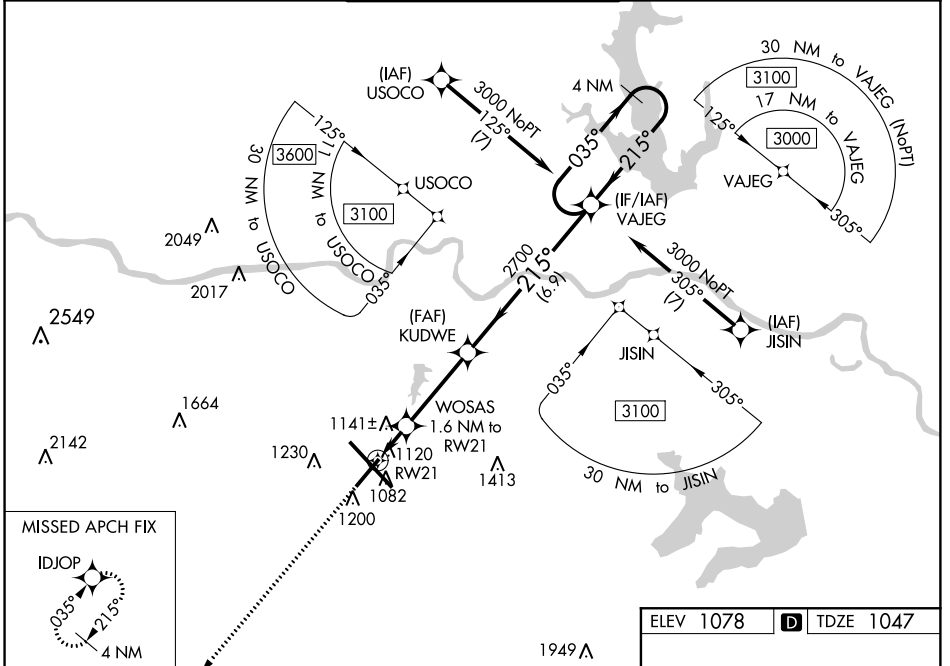 (IAF)
USOCO
3000 NoPT
125°
(7)
4 NM
035°
215°
(IF/IAF)
VAJEG
30 NM to VAJEG (NoPT)
3100
17 NM to VAJEG
3000
125°
VAJEG
305°
125°
3600
11 NM to USOCO
USOCO
3100
30 NM to USOCO
035°
2049
2017
2549
2700
215°
(6.9)
3000 NoPT
305°
(7)
(IAF)
JISIN
(FAF)
KUDWE
JISIN
035°
305°
3100
30 NM to JISIN
1664
2142
1141±
WOSAS
1.6 NM to
RW21
1230
1120
RW21
1082
1413
1200
MISSED APCH FIX
IDJOP
035°
215°
4 NM
1949
ELEV 1078 D TDZE 1047